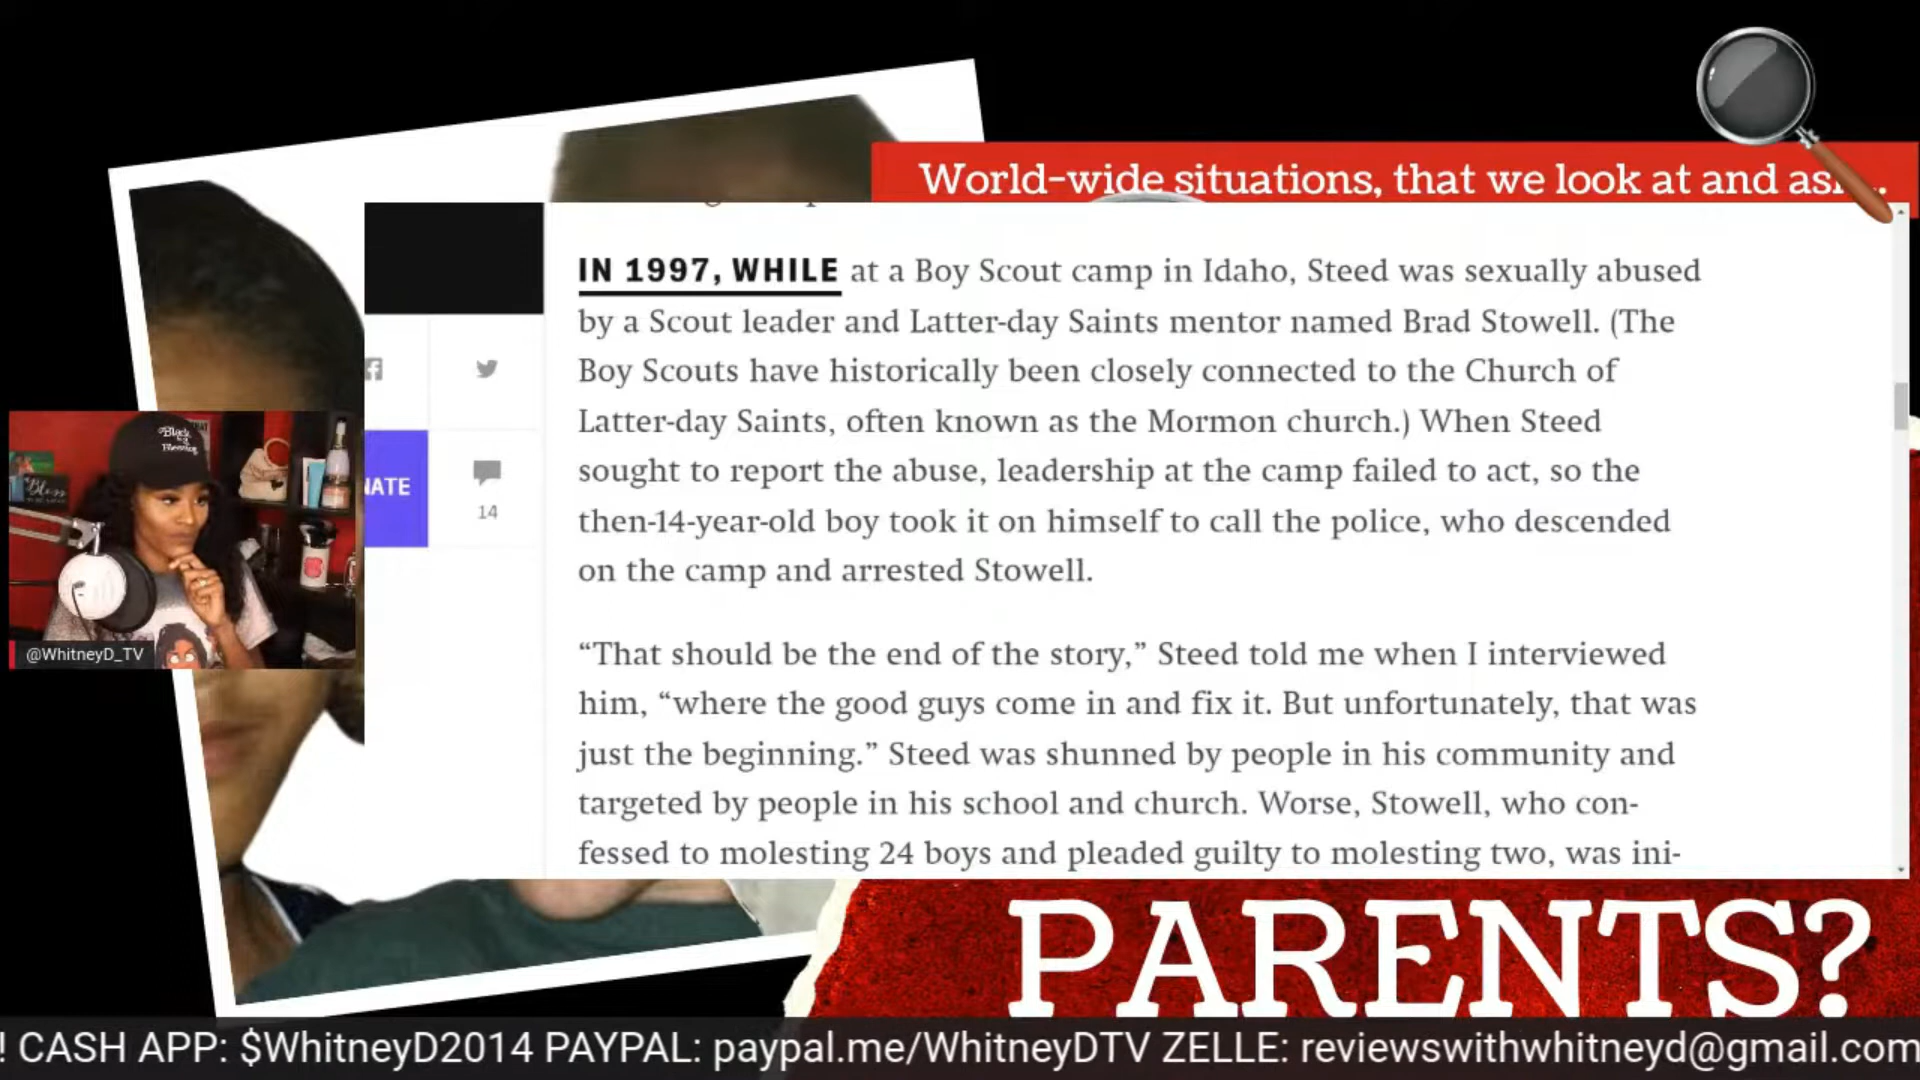 World-wide situations, that we look at and
IN 1997, WHILE at a Boy Scout camp in Idaho, Steed was sexually abused
by a Scout leader and Latter-day Saints mentor named Brad Stowell. (The
Boy Scouts have historically been closely connected to the Church of
Latter-day Saints, often known as the Mormon church.) When Steed
sought to report the abuse, leadership at the camp failed to act, so the
then-14-year-old boy took it on himself to call the police, who descended
on the camp and arrested Stowell.
“That should be the end of the story,” Steed told me when I interviewed
him, “where the good guys come in and fix it. But unfortunately, that was
just the beginning.” Steed was shunned by people in his community and
targeted by people in his school and church. Worse, Stowell, who con-
fessed to molesting 24 boys and pleaded guilty to molesting two, was ini-
NATE
14
Black
Bless
@WhitneyD_TV
PARENTS?
! CASH APP: $WhitneyD2014 PAYPAL: paypal.me/WhitneyDTV ZELLE: reviewswithwhitneyd@gmail.com